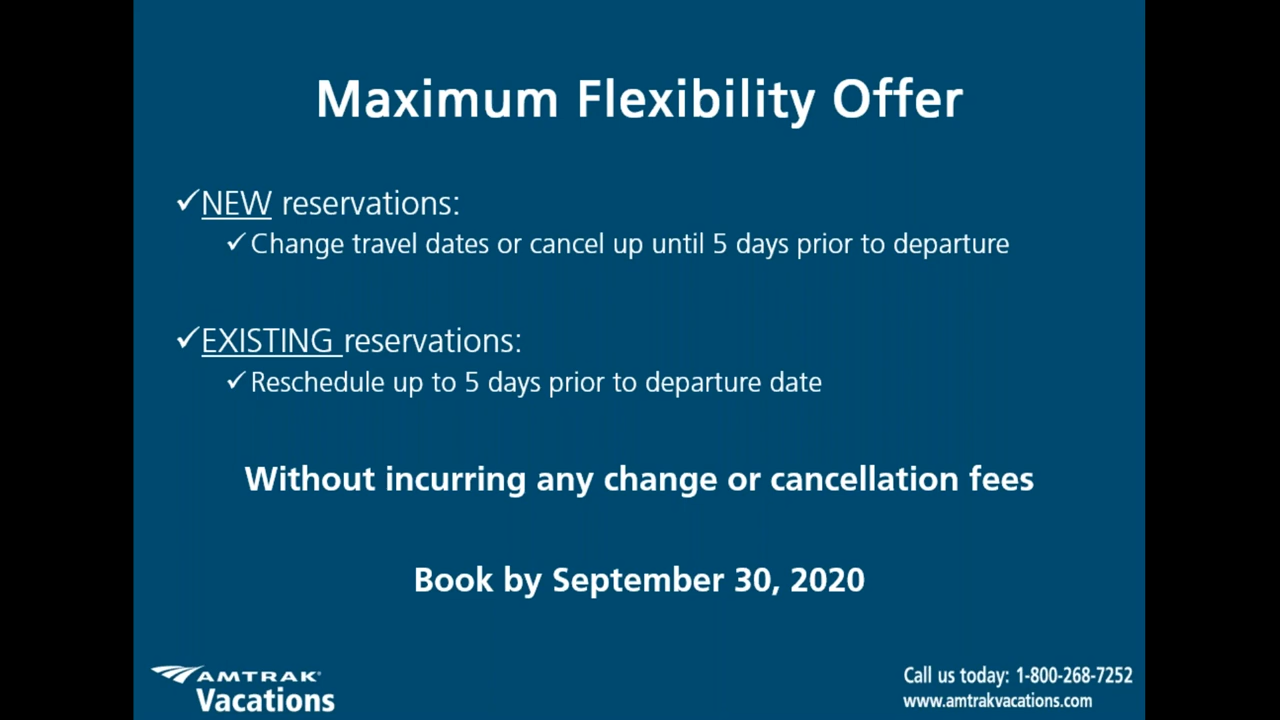 Maximum Flexibility Offer
✓NEW reservations:
✓Change travel dates or cancel up until 5 days prior to departure
✓EXISTING reservations:
✓Reschedule up to 5 days prior to departure date
Without incurring any change or cancellation fees
Book by September 30, 2020
AMTRAK®
Vacations
Call us today: 1-800-268-7252
www.amtrakvacations.com